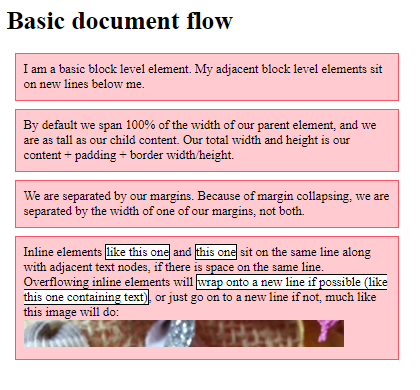 Basic document flow
I am a basic block level element. My adjacent block level elements sit
on new lines below me.
By default we span 100% of the width of our parent element, and we
are as tall as our child content. Our total width and height is our
content + padding + border width/height.
We are separated by our margins. Because of margin collapsing, we are
separated by the width of one of our margins, not both.
Inline elements like this one and this one sit on the same line along
with adjacent text nodes, if there is space on the same line.
Overflowing inline elements will wrap onto a new line if possible (like
this one containing text), or just go on to a new line if not, much like
this image will do: